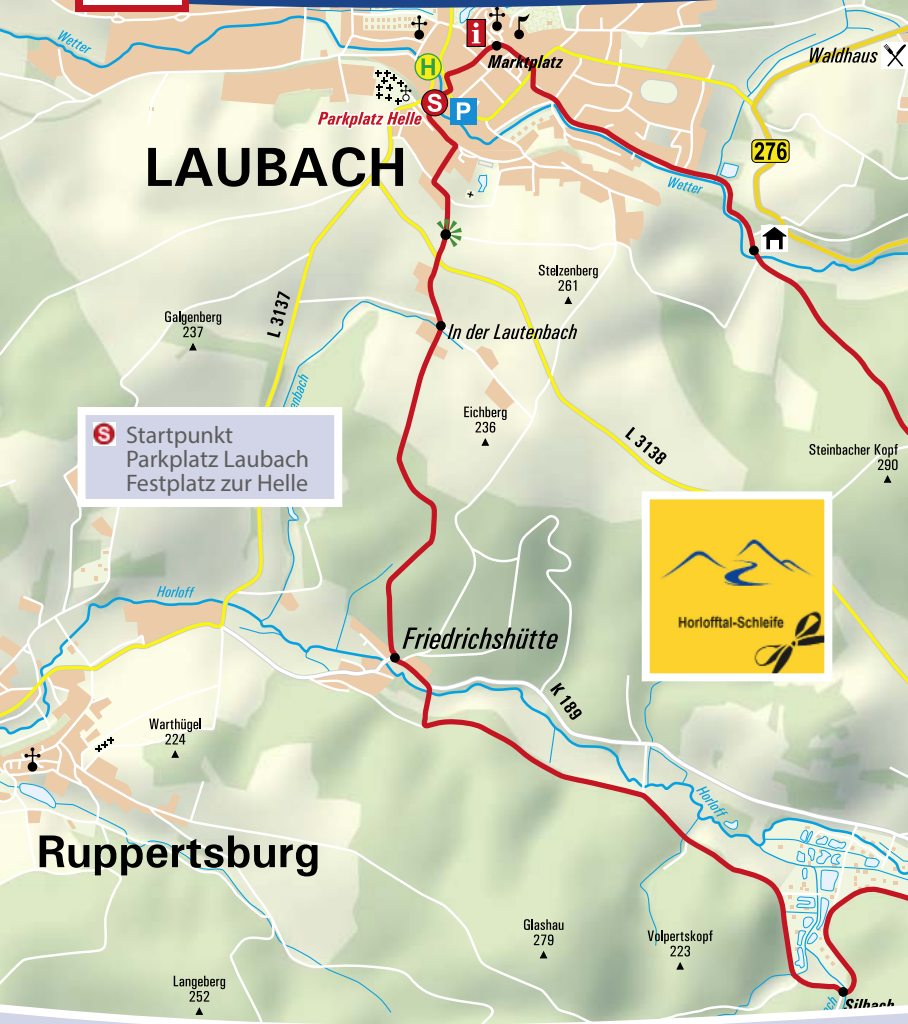 Wetter
i
Marktplatz
Waldhaus
H
S
P
Parkplatz Helle
LAUBACH
276
Wetter
Stelzenberg
261
L 3137
Galgenberg
237
In der Lautenbach
Eichberg
236
L 3138
Steinbacher Kopf
290
S Startpunkt
Parkplatz Laubach
Festplatz zur Helle
Horloff
Horlofftal-Schleife
Friedrichshütte
K 189
Warthügel
224
Horloff
Ruppertsburg
Glashau
279
Volpertskopf
223
Langeberg
252
Silbach